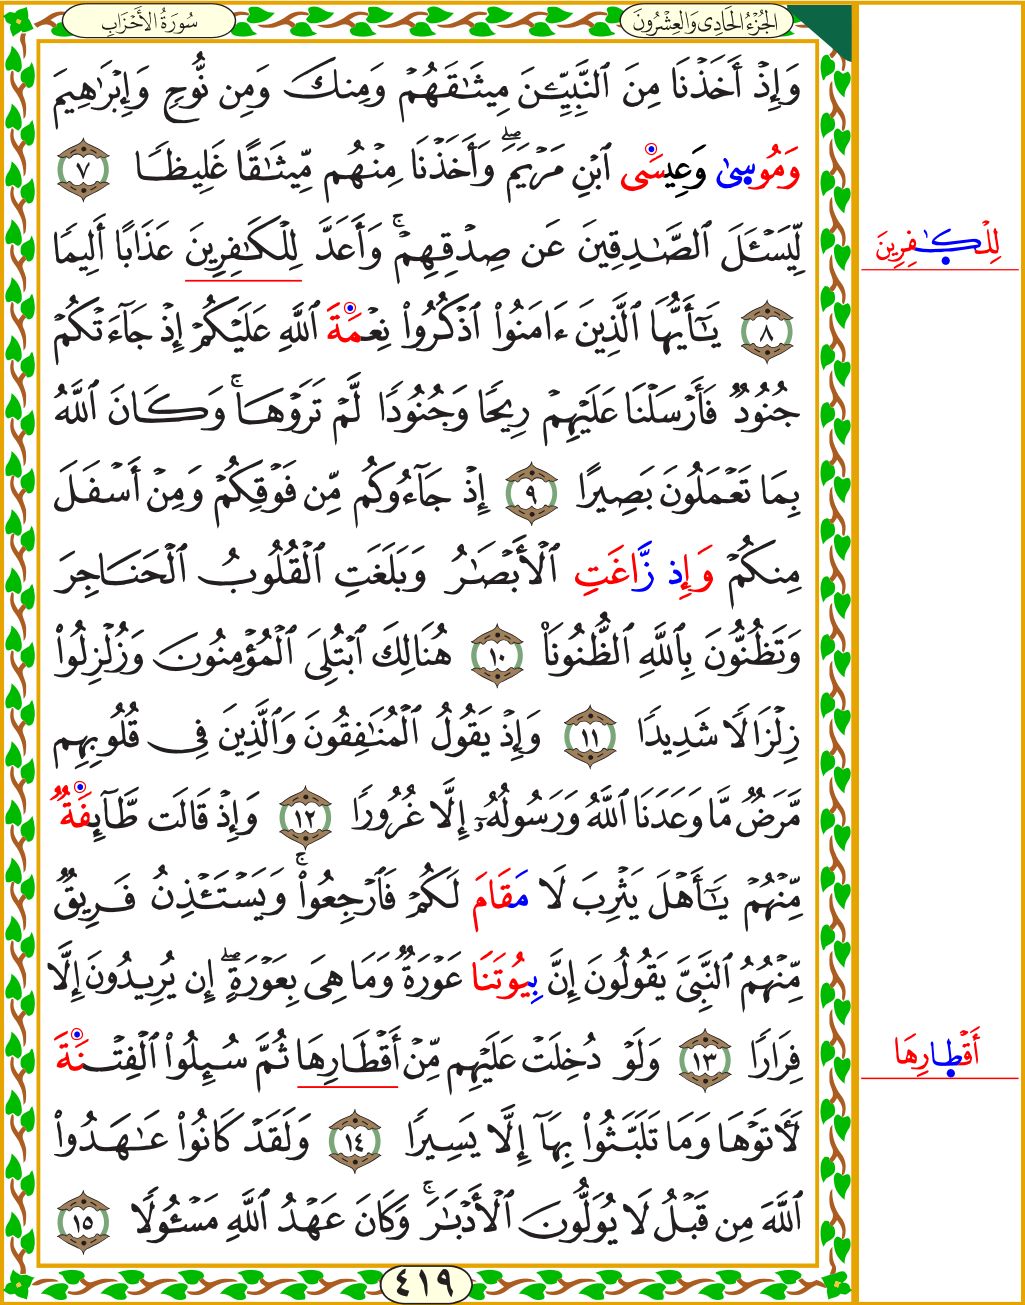 الجُزْءُ الحَادِى وَالعِشْرُونَ
سُورَةُ الأَحْزَابِ
وَإِذْ أَخَذْنَا مِنَ ٱلنَّبِيِّـۧنَ مِيثَـٰقَهُمْ وَمِنكَ وَمِن نُّوحٍ وَإِبْرَٰهِيمَ
وَمُوسَىٰ وَعِيسَى ٱبْنِ مَرْيَمَ ۖ وَأَخَذْنَا مِنْهُم مِّيثَـٰقًا غَلِيظًا ٧
لِّيَسْـَٔلَ ٱلصَّـٰدِقِينَ عَن صِدْقِهِمْ ۚ وَأَعَدَّ لِلْكَـٰفِرِينَ عَذَابًا أَلِيمًا
لِلْكَـٰفِرِينَ
٨ يَـٰٓأَيُّهَا ٱلَّذِينَ ءَامَنُوا۟ ٱذْكُرُوا۟ نِعْمَةَ ٱللَّهِ عَلَيْكُمْ إِذْ جَآءَتْكُمْ
جُنُودٌ فَأَرْسَلْنَا عَلَيْهِمْ رِيحًا وَجُنُودًا لَّمْ تَرَوْهَا ۚ وَكَانَ ٱللَّهُ
بِمَا تَعْمَلُونَ بَصِيرًا ٩ إِذْ جَآءُوكُم مِّن فَوْقِكُمْ وَمِنْ أَسْفَلَ
مِنكُمْ وَإِذ زَّاغَتِ ٱلْأَبْصَـٰرُ وَبَلَغَتِ ٱلْقُلُوبُ ٱلْحَنَاجِرَ
وَتَظُنُّونَ بِٱللَّهِ ٱلظُّنُونَا۠ ١٠ هُنَالِكَ ٱبْتُلِىَ ٱلْمُؤْمِنُونَ وَزُلْزِلُوا۟
زِلْزَالًا شَدِيدًا ١١ وَإِذْ يَقُولُ ٱلْمُنَـٰفِقُونَ وَٱلَّذِينَ فِى قُلُوبِهِم
مَّرَضٌ مَّا وَعَدَنَا ٱللَّهُ وَرَسُولُهُۥٓ إِلَّا غُرُورًا ١٢ وَإِذْ قَالَت طَّآئِفَةٌ
مِّنْهُمْ يَـٰٓأَهْلَ يَثْرِبَ لَا مَقَامَ لَكُمْ فَٱرْجِعُوا۟ ۚ وَيَسْتَـْٔذِنُ فَرِيقٌ
مِّنْهُمُ ٱلنَّبِىَّ يَقُولُونَ إِنَّ بِيُوتَنَا عَوْرَةٌ وَمَا هِىَ بِعَوْرَةٍ ۖ إِن يُرِيدُونَ إِلَّا
فِرَارًا ١٣ وَلَوْ دُخِلَتْ عَلَيْهِم مِّنْ أَقْطَارِهَا ثُمَّ سُئِلُوا۟ ٱلْفِتْنَةَ
أَقْطَارِهَا
لَـَٔاتَوْهَا وَمَا تَلَبَّثُوا۟ بِهَآ إِلَّا يَسِيرًا ١٤ وَلَقَدْ كَانُوا۟ عَـٰهَدُوا۟
ٱللَّهَ مِن قَبْلُ لَا يُوَلُّونَ ٱلْأَدْبَـٰرَ ۚ وَكَانَ عَهْدُ ٱللَّهِ مَسْـُٔولًا ١٥
٤١٩